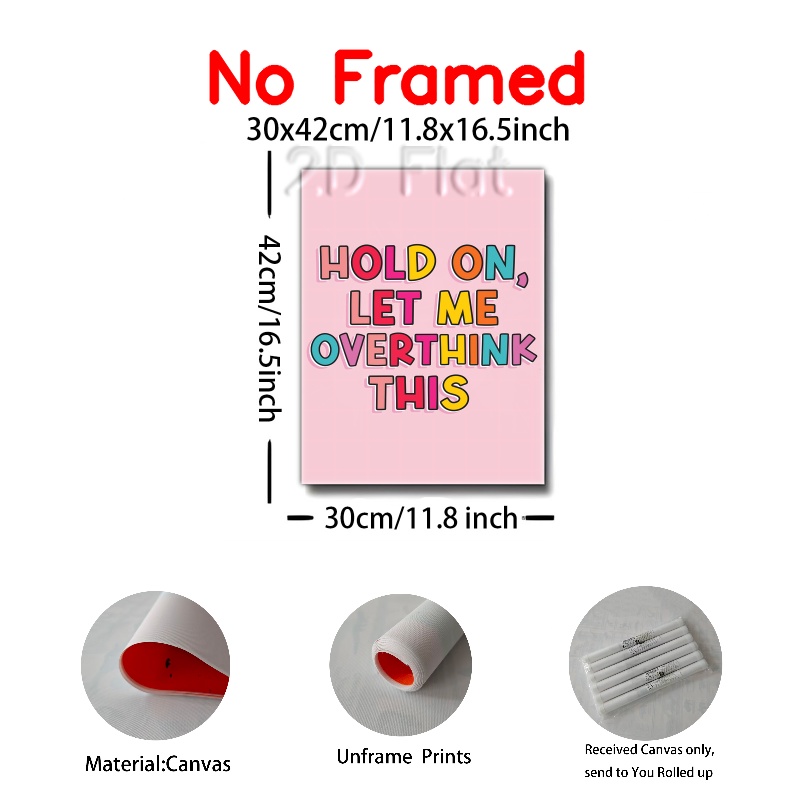 No Framed
30x42cm/11.8x16.5inch
2D Flat
42cm/16.5inch
HOLD ON,
LET ME
OVERTHINK
THIS
30cm/11.8 inch
Material:Canvas
Unframe Prints
Received Canvas only,
send to You Rolled up